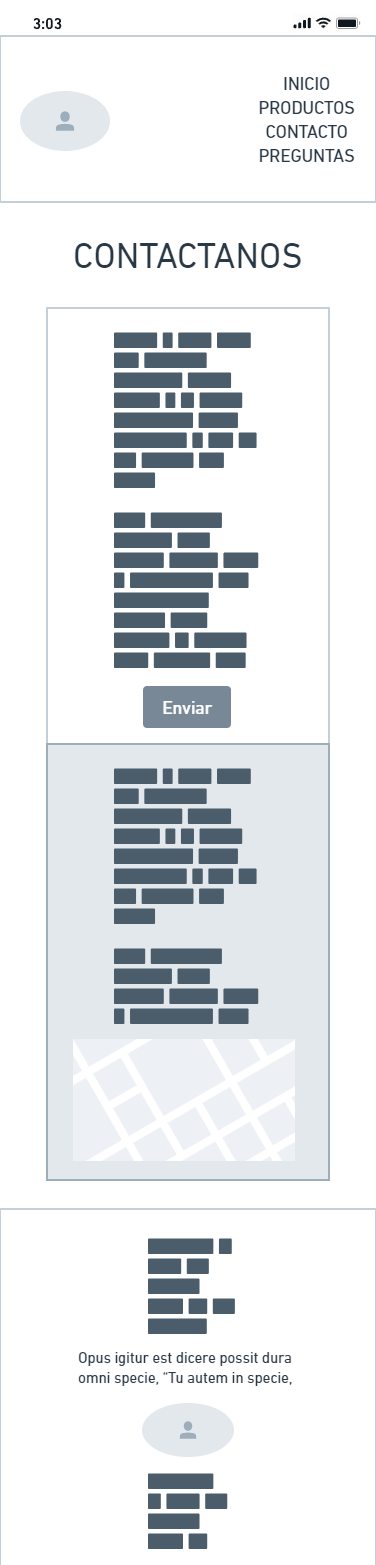 3:03
INICIO
PRODUCTOS
CONTACTO
PREGUNTAS
CONTACTANOS
Enviar
Opus igitur est dicere possit dura
omni specie, "Tu autem in specie,